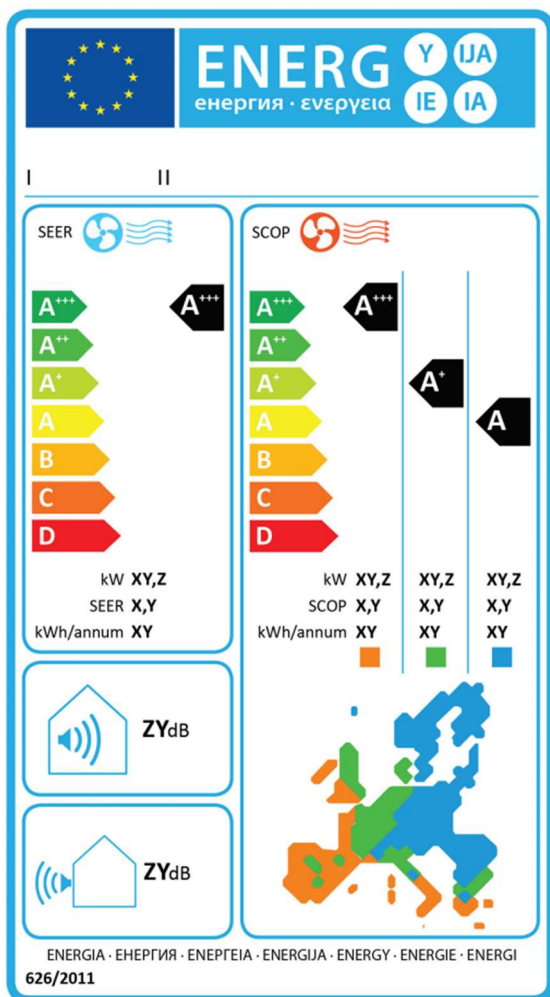 ENERG Y IJA
енергия · ενεργεια IE IA
I II
SEER
A+++ A+++
A++
A+
A
B
C
D
kW XY,Z
SEER X,Y
kWh/annum XY
SCOP
A+++ A+++
A++
A+ A+
A A
B
C
D
kW XY,Z XY,Z XY,Z
SCOP X,Y X,Y X,Y
kWh/annum XY XY XY
ZYdB
ZYdB
ENERGIA · ЕНЕРГИЯ · ΕΝΕΡΓΕΙΑ · ENERGIJA · ENERGY · ENERGIE · ENERGI
626/2011